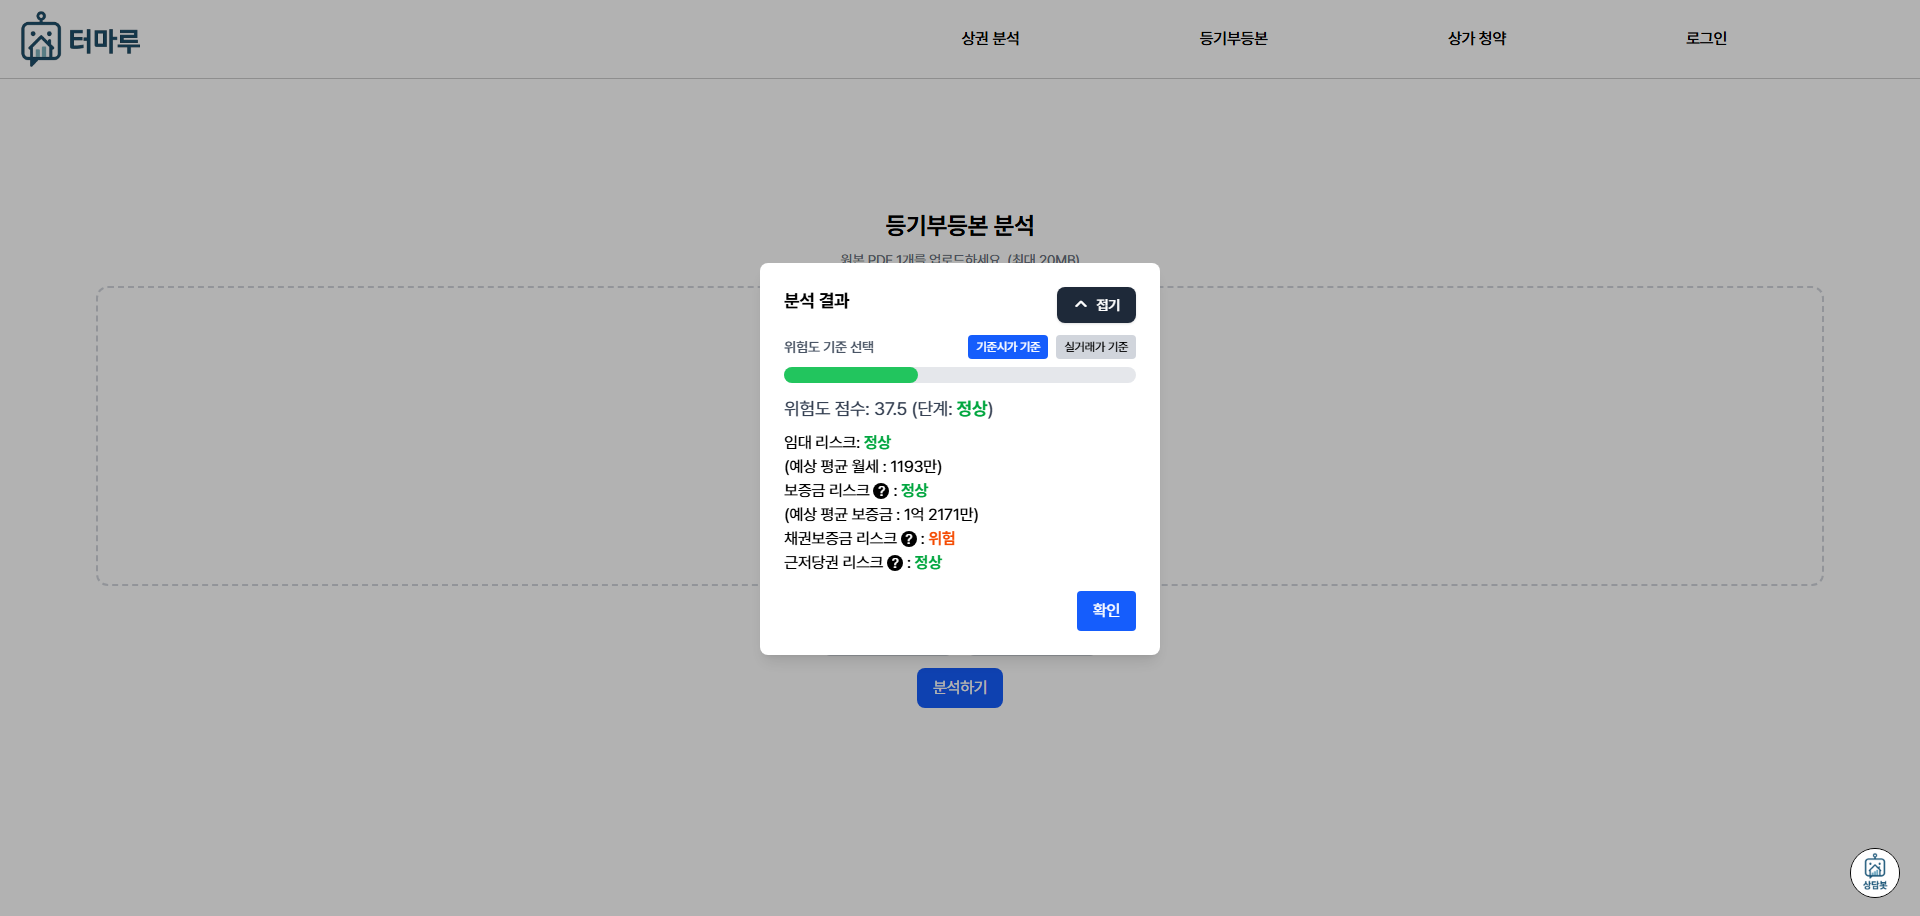 터마루
상권 분석
등기부등본
상가 청약
로그인
등기부등본 분석
원본 PDF 1개를 업로드하세요. (최대 20MB)
분석 결과
접기
위험도 기준 선택
기준시가 기준
실거래가 기준
위험도 점수: 37.5 (단계: 정상)
임대 리스크: 정상
(예상 평균 월세 : 1193만)
보증금 리스크 ? : 정상
(예상 평균 보증금 : 1억 2171만)
채권보증금 리스크 ? : 위험
근저당권 리스크 ? : 정상
확인
분석하기
상담봇